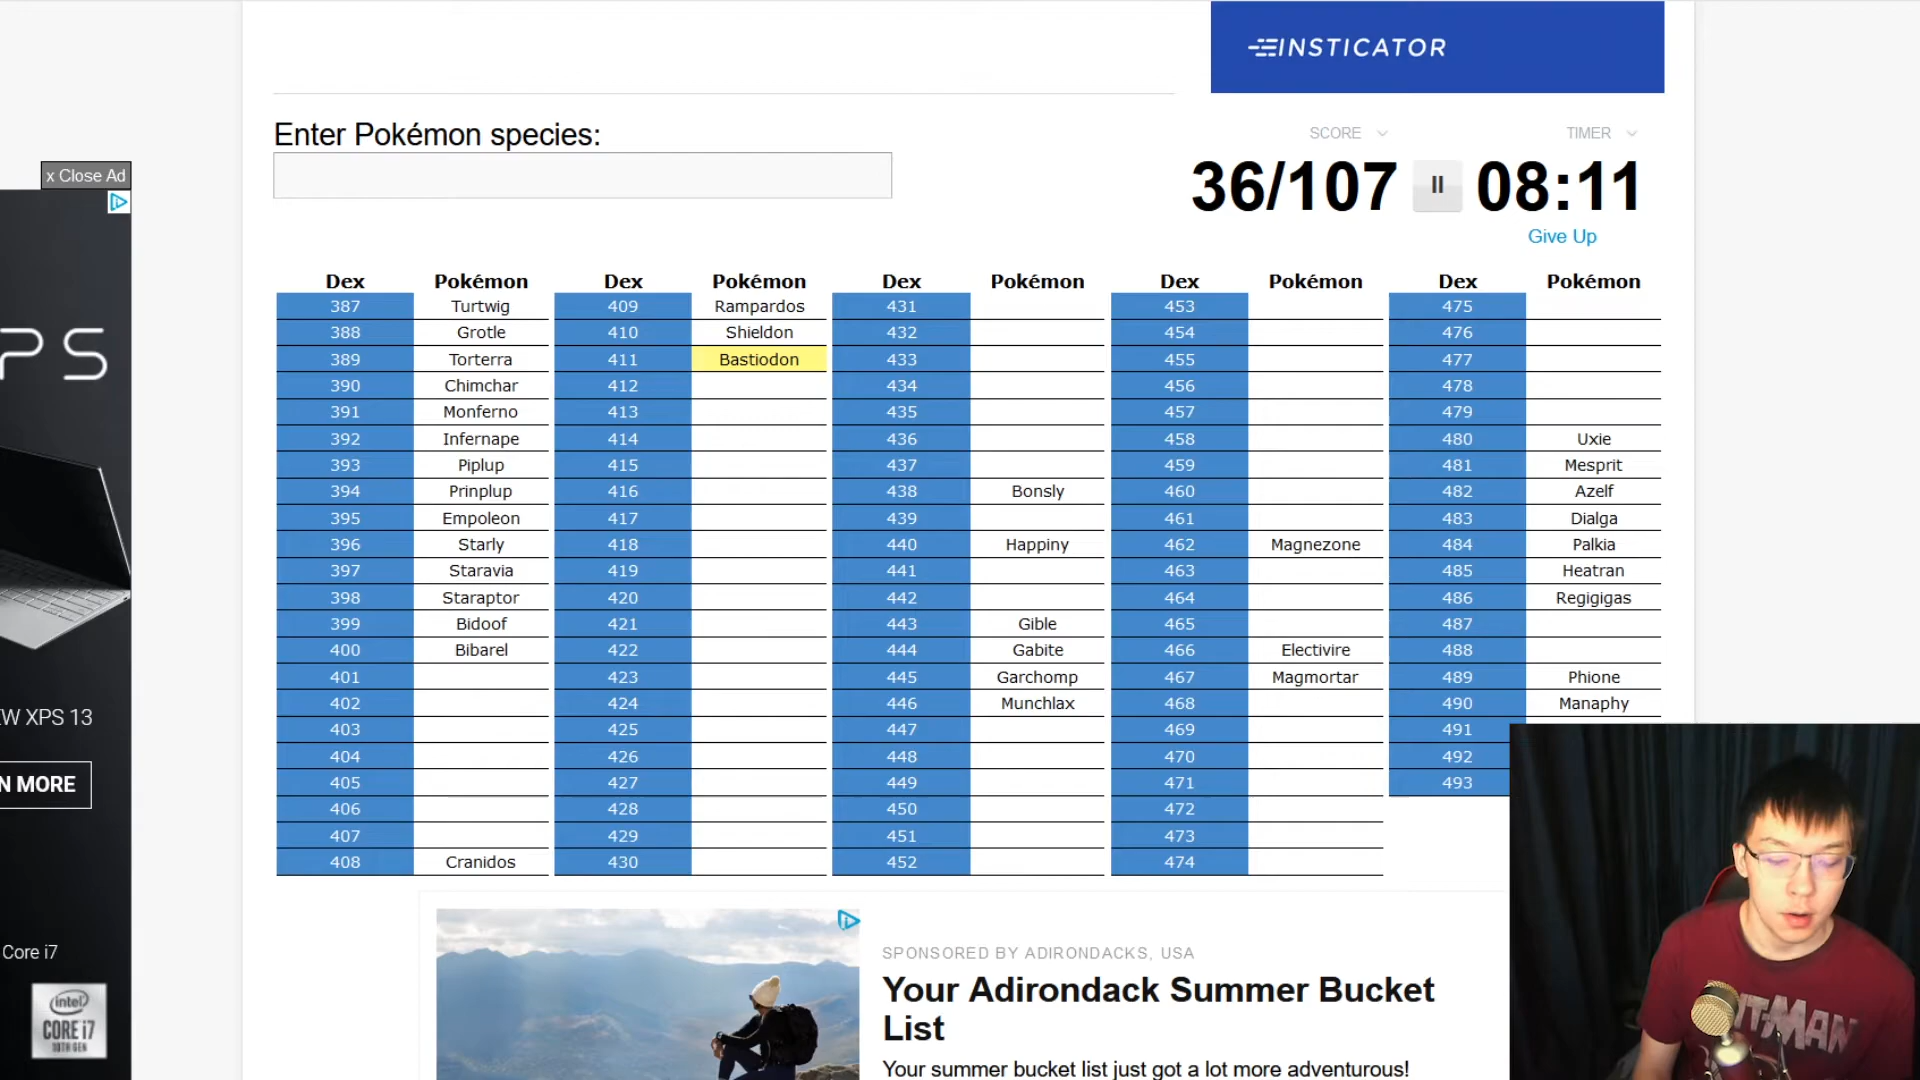 INSTICATOR
Enter Pokémon species:
SCORE
TIMER
36/107
08:11
Give Up
x Close Ad
PS
W XPS 13
N MORE
Core i7
intel
CORE i7
10TH GEN
Dex Pokémon Dex Pokémon Dex Pokémon Dex Pokémon Dex Pokémon
387 Turtwig 409 Rampardos 431 453 475
388 Grotle 410 Shieldon 432 454 476
389 Torterra 411 Bastiodon 433 455 477
390 Chimchar 412 434 456 478
391 Monferno 413 435 457 479
392 Infernape 414 436 458 480 Uxie
393 Piplup 415 437 459 481 Mesprit
394 Prinplup 416 438 Bonsly 460 482 Azelf
395 Empoleon 417 439 461 483 Dialga
396 Starly 418 440 Happiny 462 Magnezone 484 Palkia
397 Staravia 419 441 463 485 Heatran
398 Staraptor 420 442 464 486 Regigigas
399 Bidoof 421 443 Gible 465 487
400 Bibarel 422 444 Gabite 466 Electivire 488
401 423 445 Garchomp 467 Magmortar 489 Phione
402 424 446 Munchlax 468 490 Manaphy
403 425 447 469 491
404 426 448 470 492
405 427 449 471 493
406 428 450 472
407 429 451 473
408 Cranidos 430 452 474
SPONSORED BY ADIRONDACKS, USA
Your Adirondack Summer Bucket
List
Your summer bucket list just got a lot more adventurous!